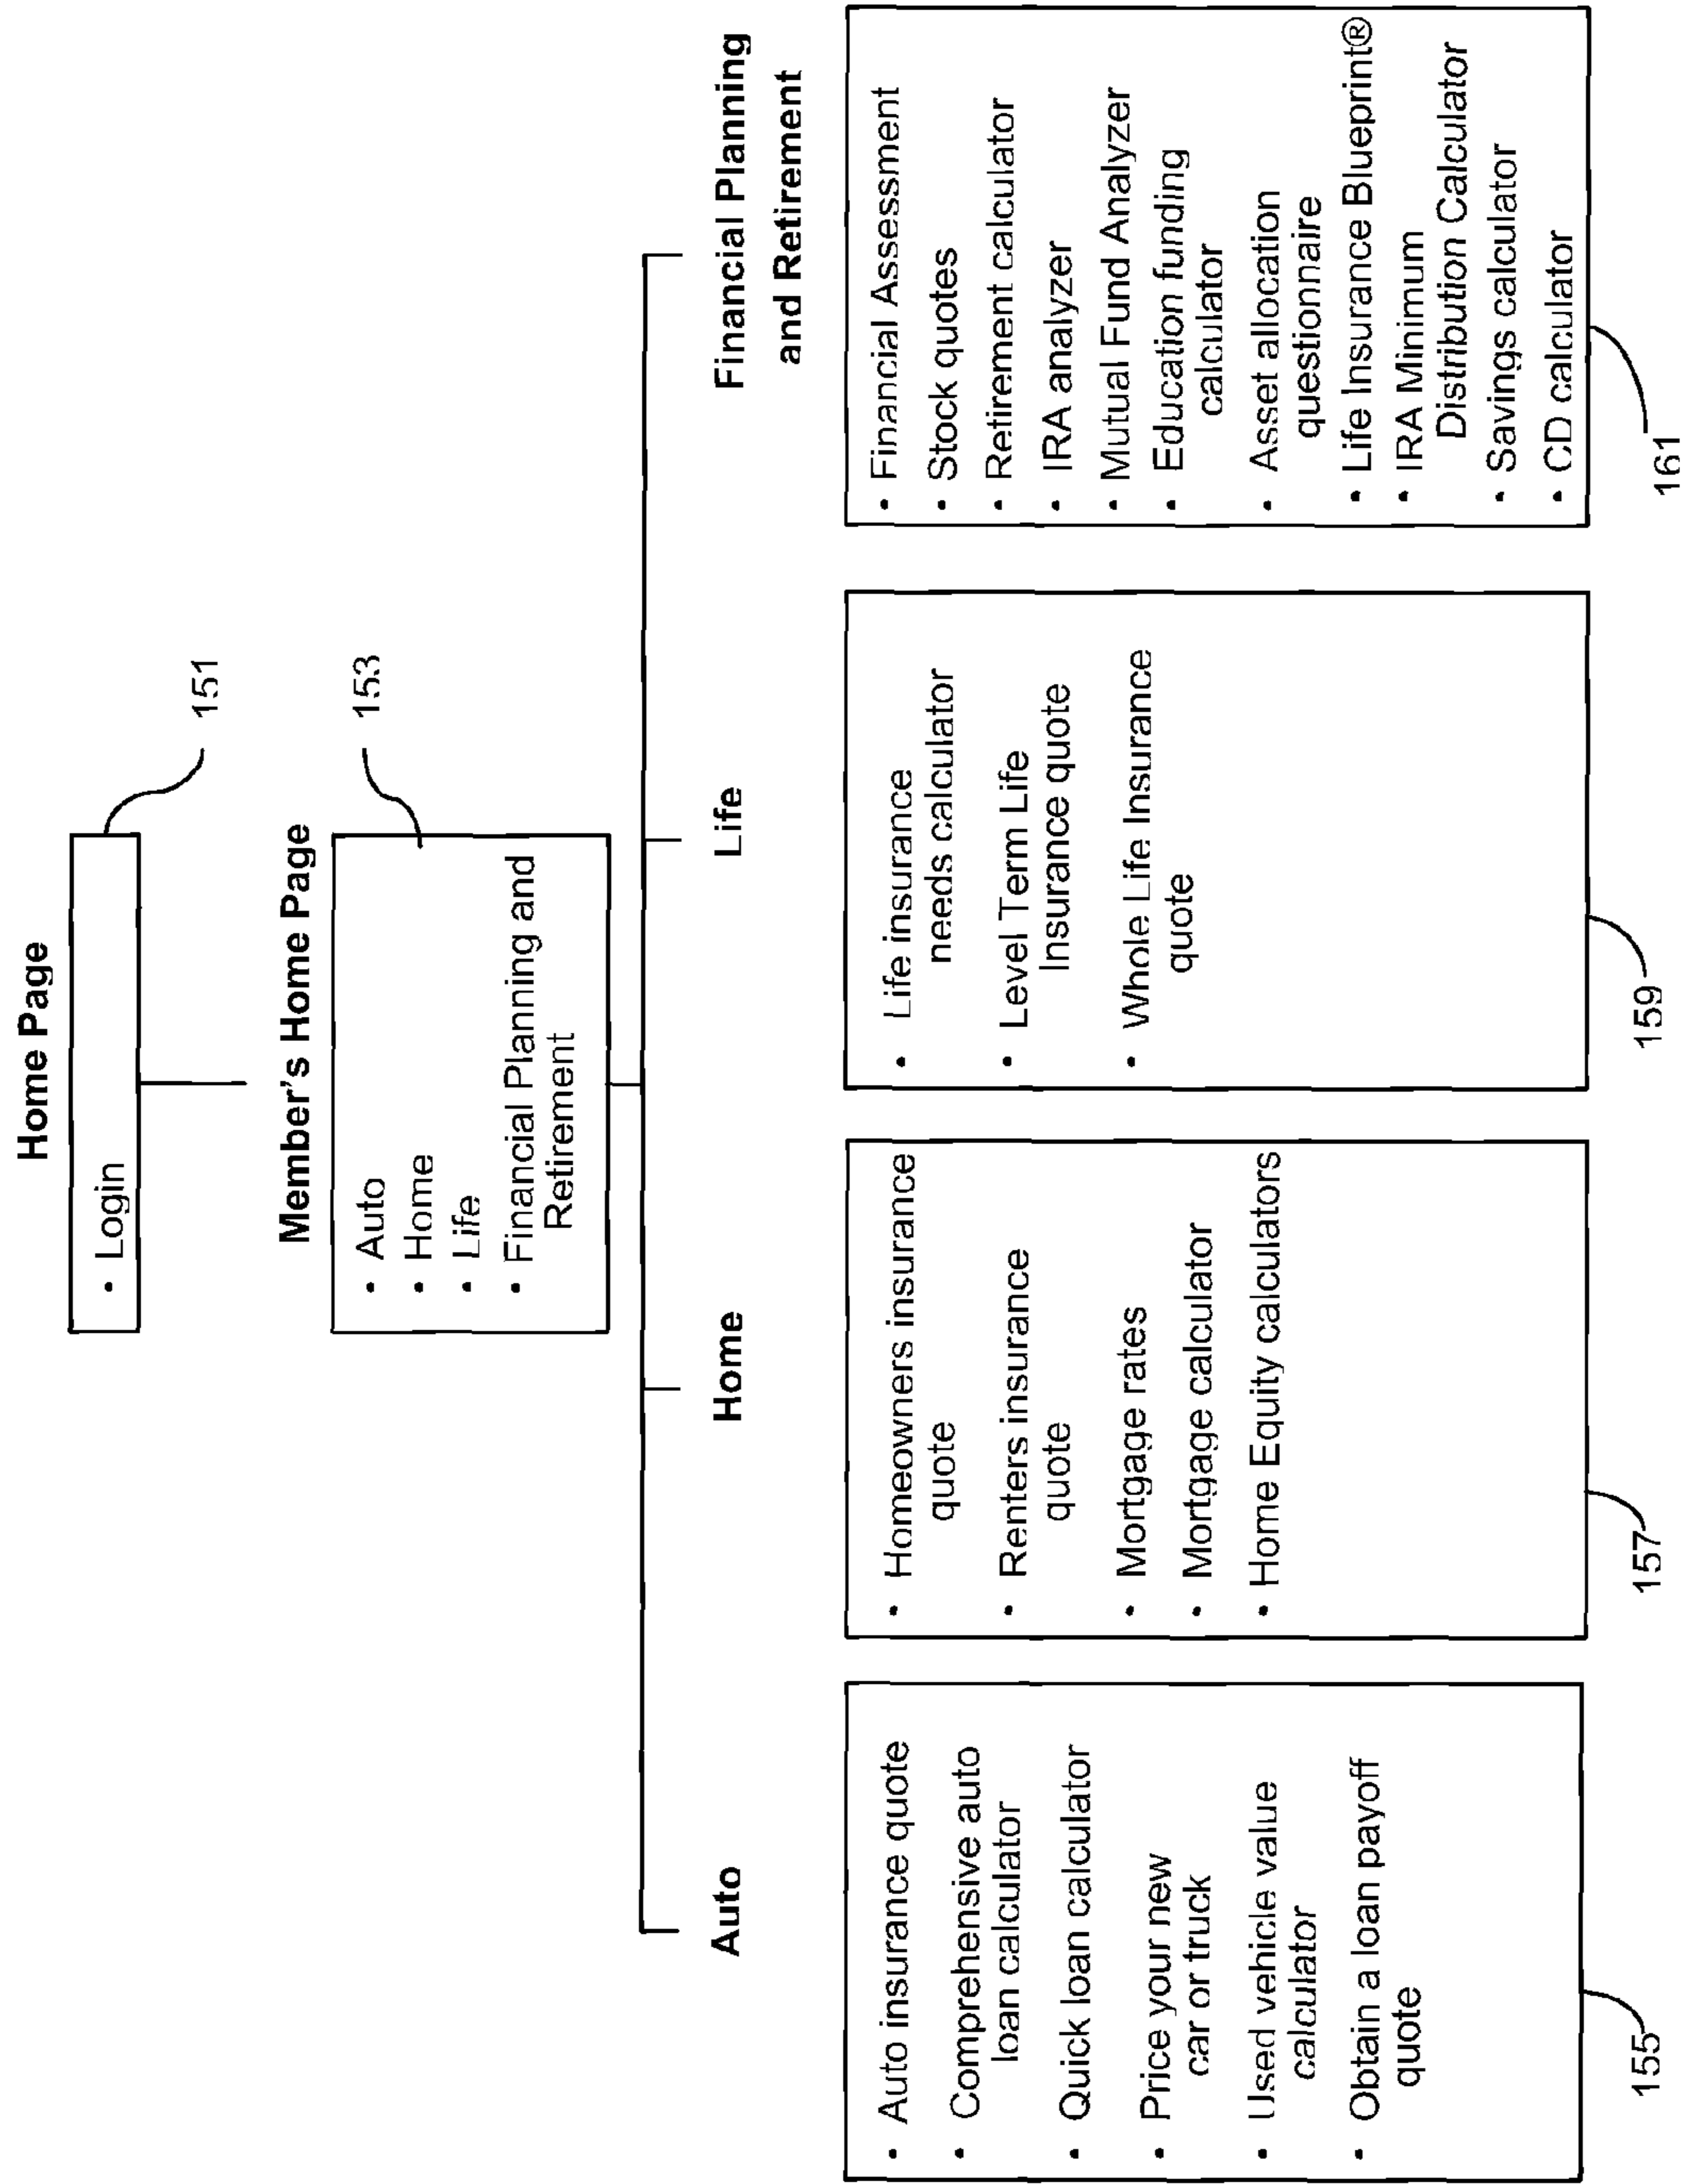 Home Page
• Login
151
Member's Home Page
• Auto
• Home
• Life
• Financial Planning and
Retirement
153
Auto
• Auto insurance quote
• Comprehensive auto
loan calculator
• Quick loan calculator
• Price your new
car or truck
• Used vehicle value
calculator
• Obtain a loan payoff
quote
155
Home
• Homeowners insurance
quote
• Renters insurance
quote
• Mortgage rates
• Mortgage calculator
• Home Equity calculators
157
Life
• Life insurance
needs calculator
• Level Term Life
Insurance quote
• Whole Life Insurance
quote
159
Financial Planning
and Retirement
• Financial Assessment
• Stock quotes
• Retirement calculator
• IRA analyzer
• Mutual Fund Analyzer
• Education funding
calculator
• Asset allocation
questionnaire
• Life Insurance Blueprint®
• IRA Minimum
Distribution Calculator
• Savings calculator
• CD calculator
161